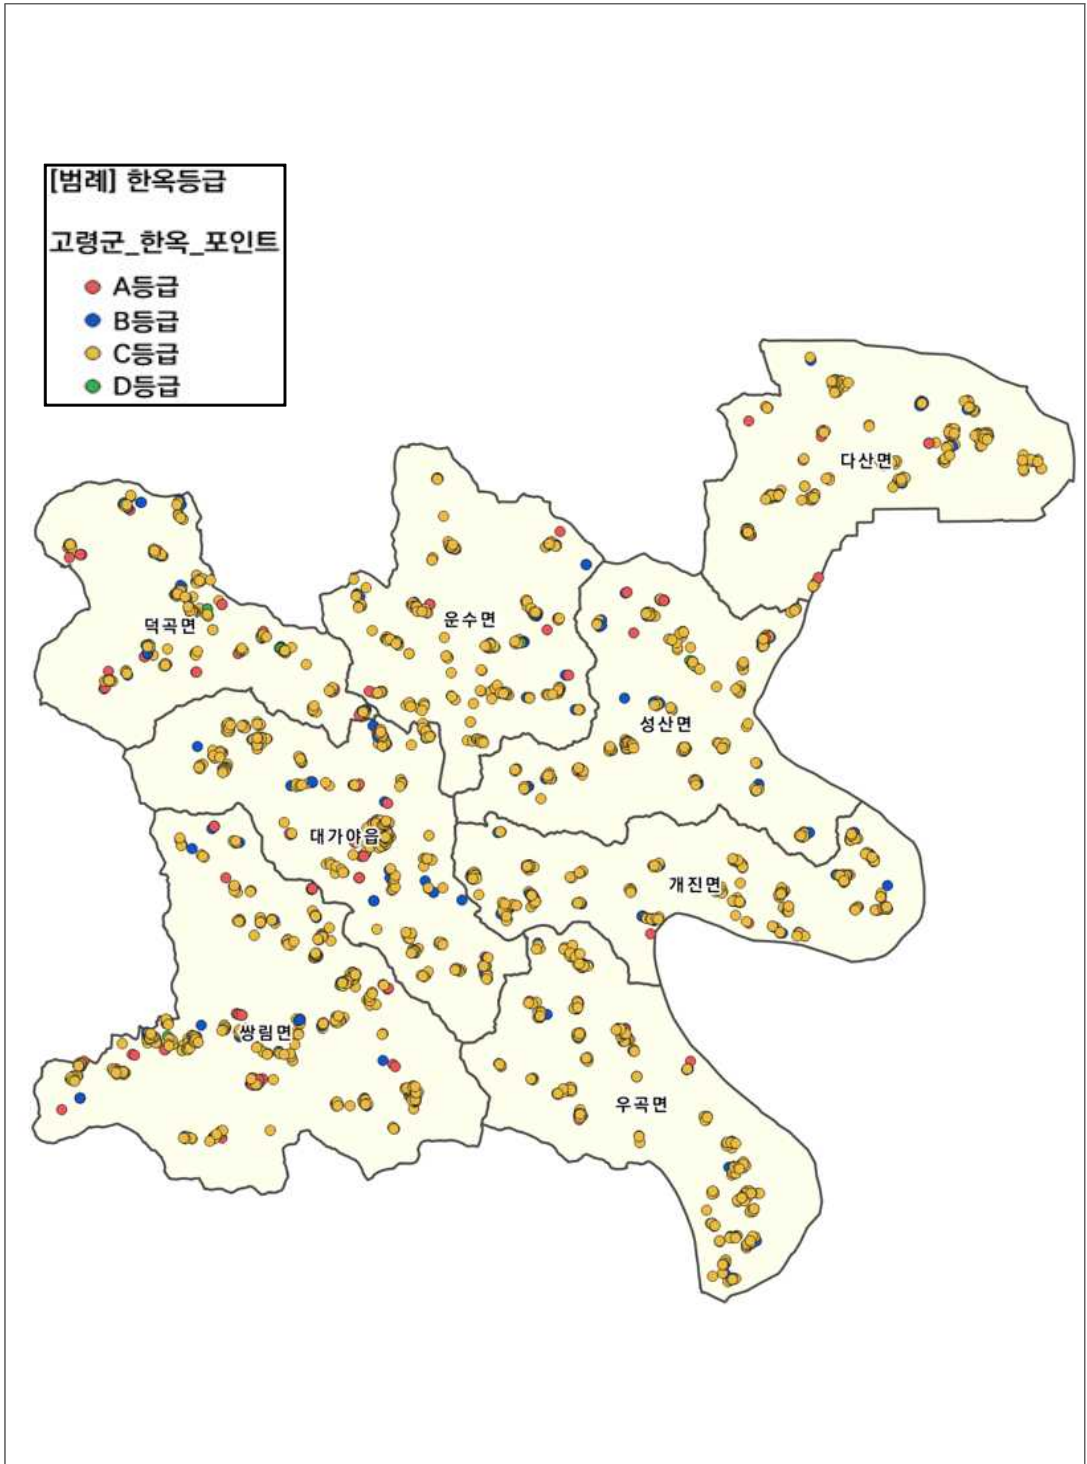 [범례] 한옥등급
고령군_한옥_포인트
A등급
B등급
C등급
D등급
다산면
덕곡면
운수면
성산면
대가야읍
개진면
쌍림면
우곡면